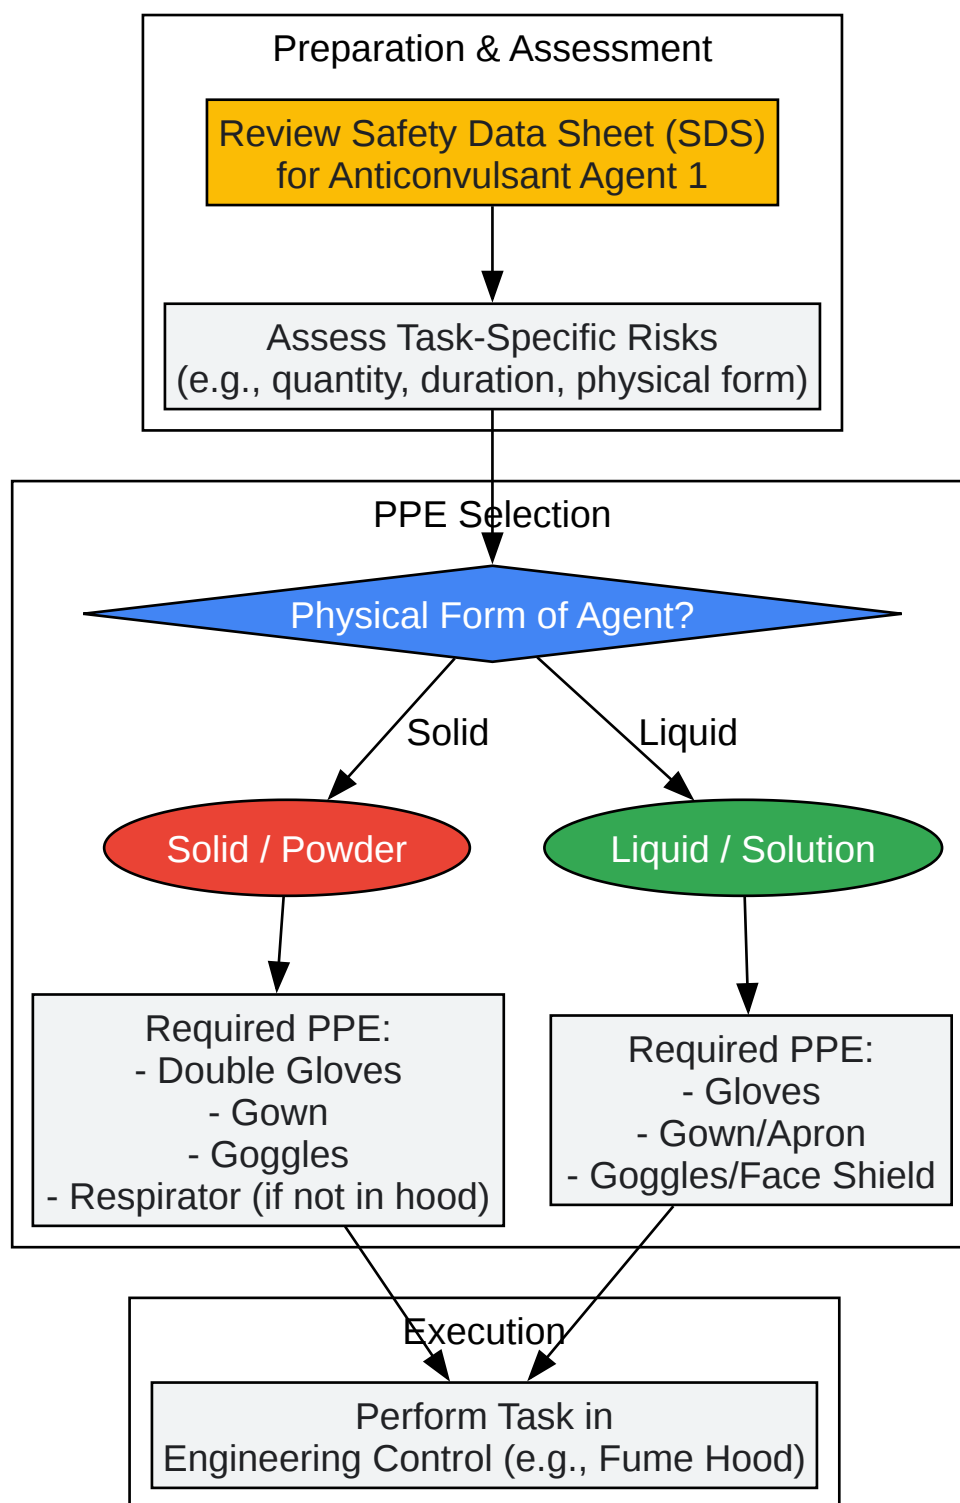 Preparation & Assessment
Review Safety Data Sheet (SDS)
for Anticonvulsant Agent 1
Assess Task-Specific Risks
(e.g., quantity, duration, physical form)
PPE Selection
Physical Form of Agent?
Solid
Liquid
Solid / Powder
Liquid / Solution
Required PPE:
- Double Gloves
- Gown
- Goggles
- Respirator (if not in hood)
Required PPE:
- Gloves
- Gown/Apron
- Goggles/Face Shield
Execution
Perform Task in
Engineering Control (e.g., Fume Hood)